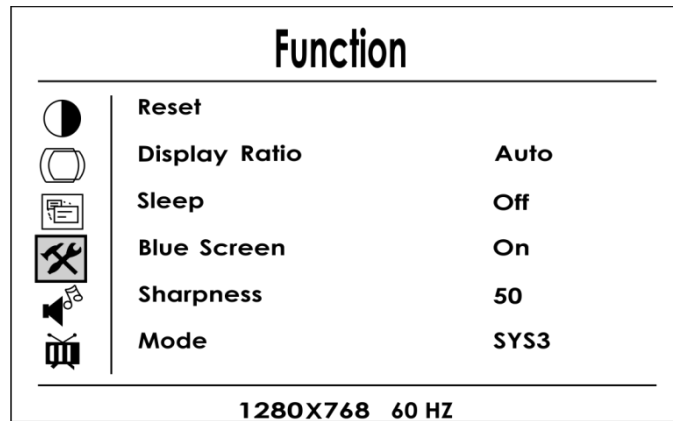 Function
Reset
Display Ratio Auto
Sleep Off
Blue Screen On
Sharpness 50
Mode SYS3
1280X768 60 HZ